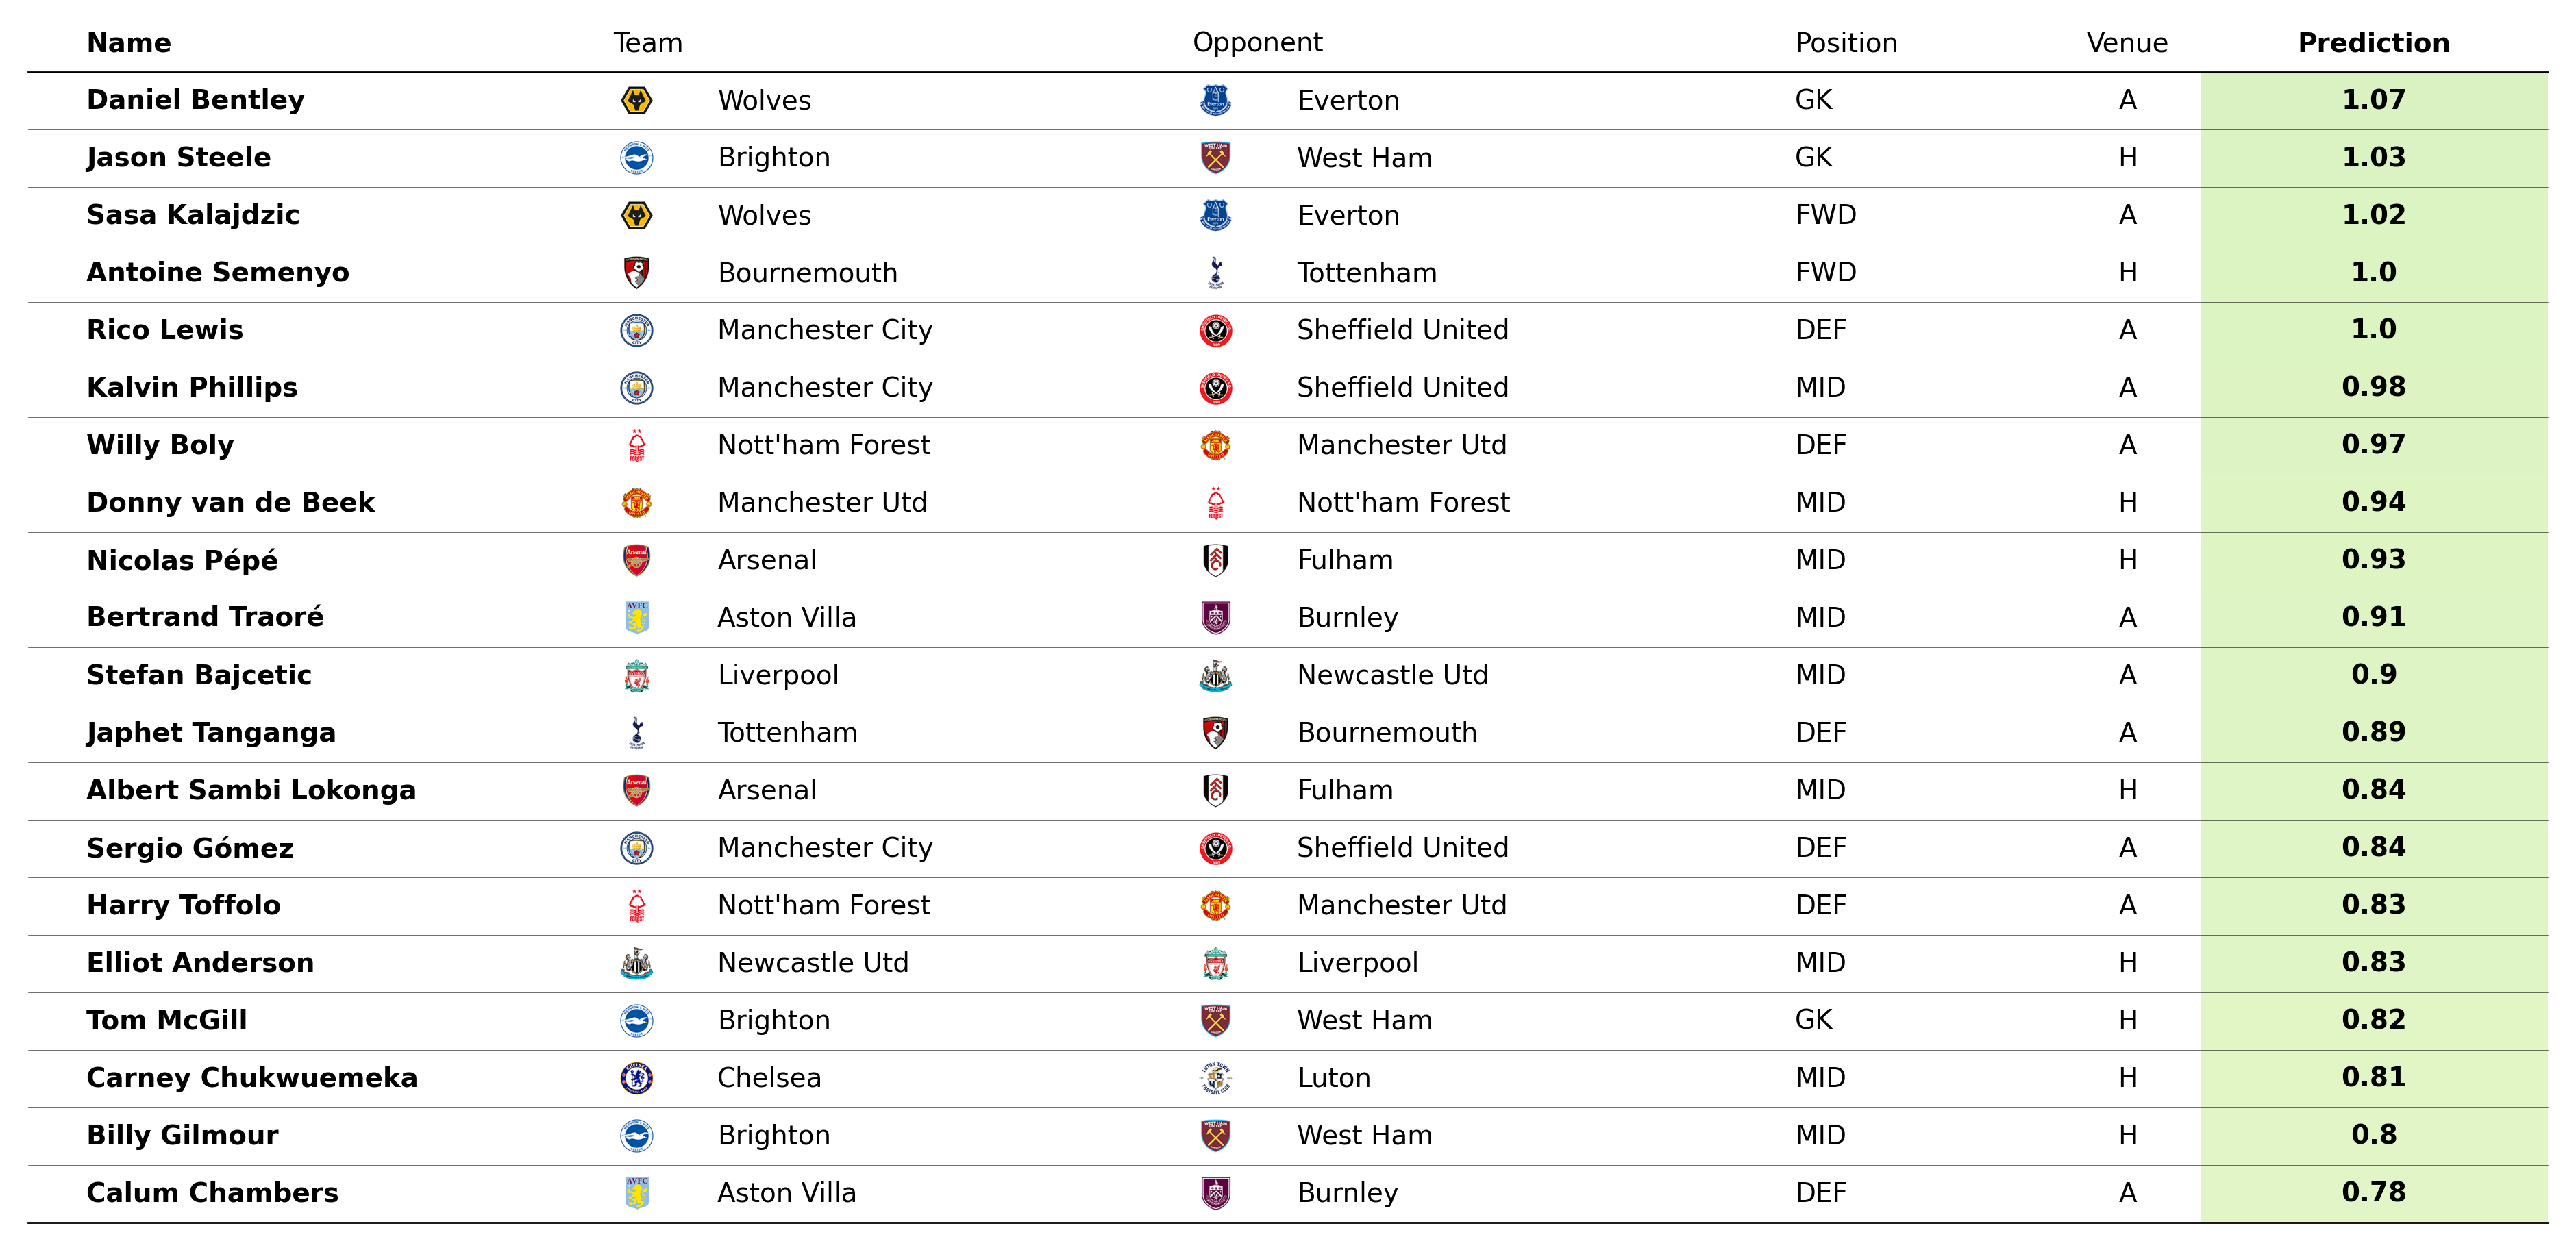 Name Team Opponent Position Venue Prediction
Daniel Bentley Wolves Everton GK A 1.07
Jason Steele Brighton West Ham GK H 1.03
Sasa Kalajdzic Wolves Everton FWD A 1.02
Antoine Semenyo Bournemouth Tottenham FWD H 1.0
Rico Lewis Manchester City Sheffield United DEF A 1.0
Kalvin Phillips Manchester City Sheffield United MID A 0.98
Willy Boly Nott'ham Forest Manchester Utd DEF A 0.97
Donny van de Beek Manchester Utd Nott'ham Forest MID H 0.94
Nicolas Pépé Arsenal Fulham MID H 0.93
Bertrand Traoré Aston Villa Burnley MID A 0.91
Stefan Bajcetic Liverpool Newcastle Utd MID A 0.9
Japhet Tanganga Tottenham Bournemouth DEF A 0.89
Albert Sambi Lokonga Arsenal Fulham MID H 0.84
Sergio Gómez Manchester City Sheffield United DEF A 0.84
Harry Toffolo Nott'ham Forest Manchester Utd DEF A 0.83
Elliot Anderson Newcastle Utd Liverpool MID H 0.83
Tom McGill Brighton West Ham GK H 0.82
Carney Chukwuemeka Chelsea Luton MID H 0.81
Billy Gilmour Brighton West Ham MID H 0.8
Calum Chambers Aston Villa Burnley DEF A 0.78